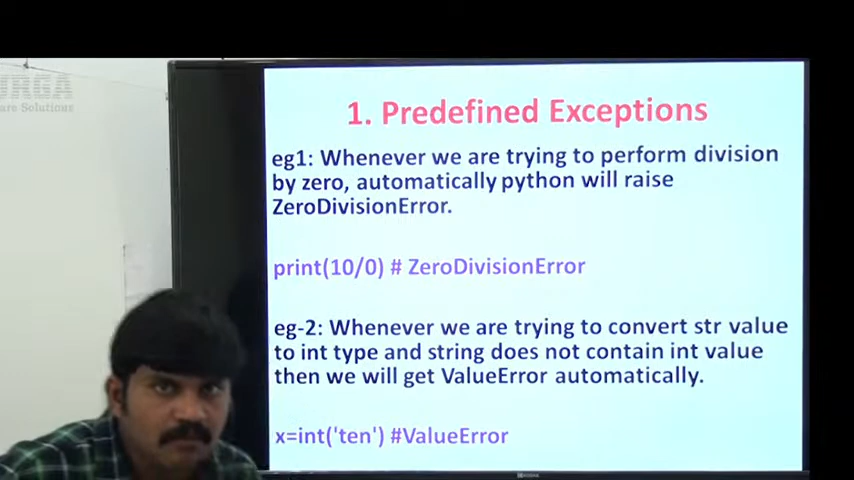 1. Predefined Exceptions
eg1: Whenever we are trying to perform division
by zero, automatically python will raise
ZeroDivisionError.
print(10/0) # ZeroDivisionError
eg-2: Whenever we are trying to convert str value
to int type and string does not contain int value
then we will get ValueError automatically.
x=int('ten') #ValueError
Solutions